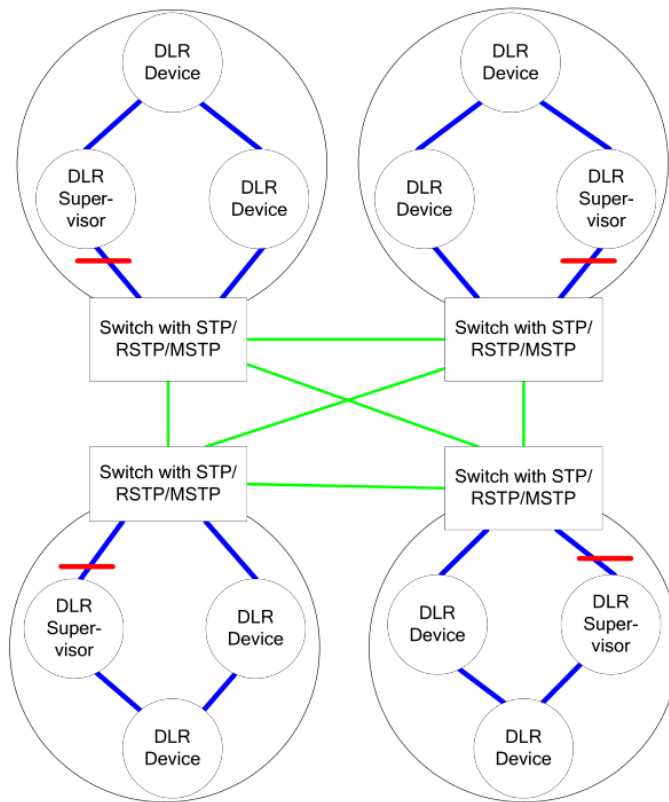 DLR
Device
DLR
Device
DLR
Super-
visor
DLR
Device
DLR
Device
DLR
Super-
visor
Switch with STP/
RSTP/MSTP
Switch with STP/
RSTP/MSTP
Switch with STP/
RSTP/MSTP
Switch with STP/
RSTP/MSTP
DLR
Super-
visor
DLR
Device
DLR
Device
DLR
Super-
visor
DLR
Device
DLR
Device